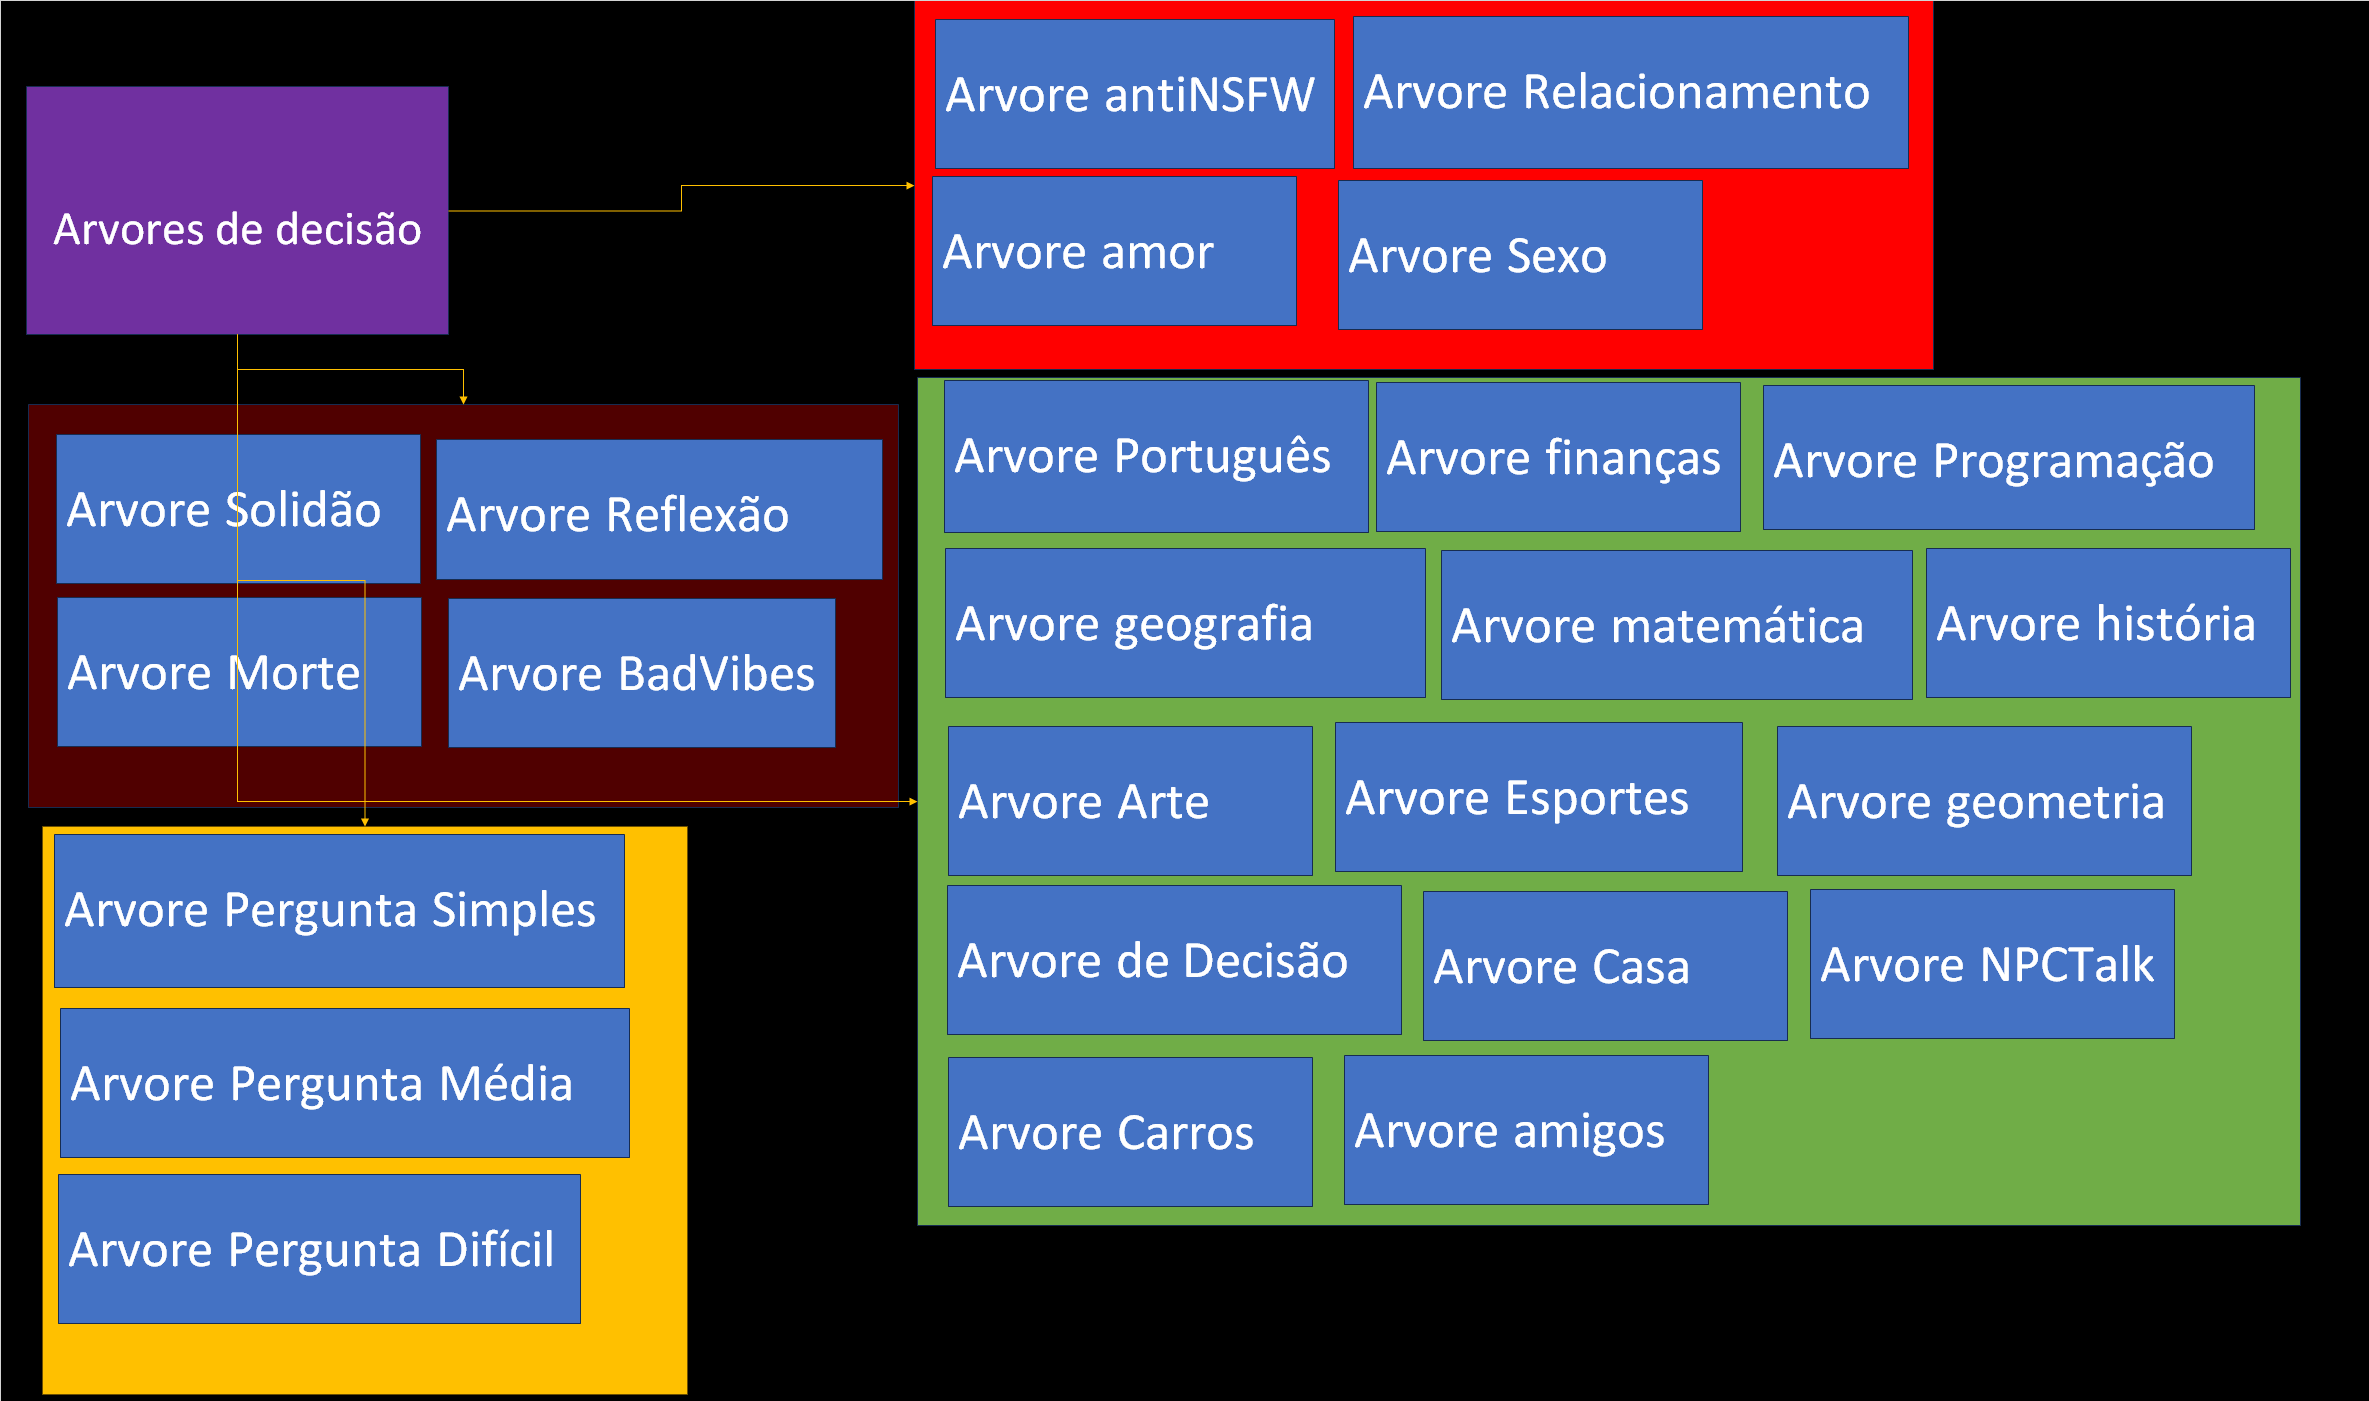 Arvores de decisão
Arvore antiNSFW
Arvore Relacionamento
Arvore amor
Arvore Sexo
Arvore Solidão
Arvore Reflexão
Arvore Morte
Arvore BadVibes
Arvore Português
Arvore finanças
Arvore Programação
Arvore geografia
Arvore matemática
Arvore história
Arvore Arte
Arvore Esportes
Arvore geometria
Arvore de Decisão
Arvore Casa
Arvore NPCTalk
Arvore Carros
Arvore amigos
Arvore Pergunta Simples
Arvore Pergunta Média
Arvore Pergunta Difícil